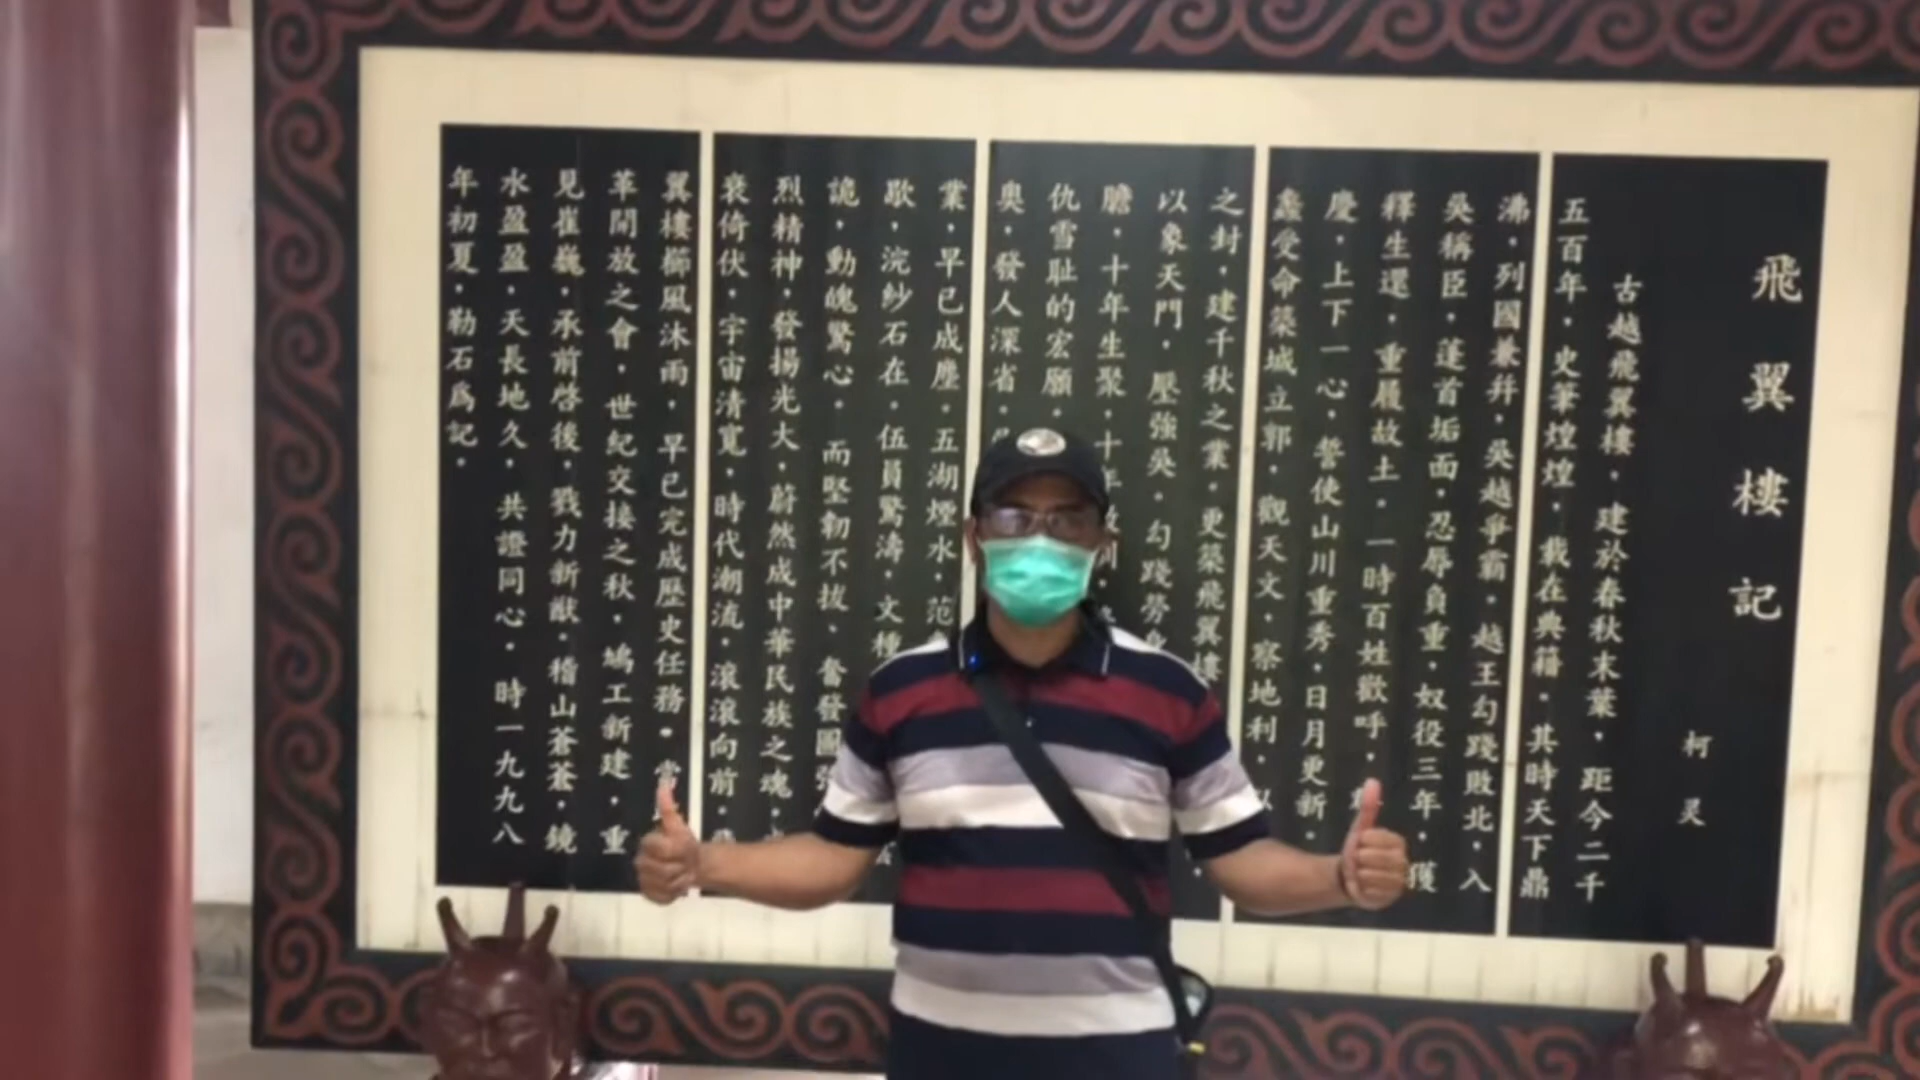 飛翼樓記
柯灵
古越飛翼樓，建於春秋末葉，距今二千
五百年，史筆煌煌，載在典籍。其時天下鼎
沸，列國兼并，吳越爭霸，越王勾踐敗北，入
吳稱臣，蓬首垢面，忍辱負重，奴役三年，獲
釋生還，重履故土，一時百姓歡呼，
慶，上下一心，誓使山川重秀，日月更新。
蠡受命築城立郭，觀天文，察地利，以
之封，建千秋之業，更築飛翼樓
以象天門，壓強吳。勾踐勞身
膽，十年生聚，十年
仇雪耻的宏願。
奥，發人深省。
業，早已成塵。五湖煙水，范
歇，浣紗石在。伍員驚濤，文種
詭，動魄驚心。而堅韌不拔、奮發圖强
烈精神，發揚光大，蔚然成中華民族之魂。
衰倚伏，宇宙清寬，時代潮流，滾滾向前。
翼樓櫛風沐雨，早已完成歷史任務。
革開放之會，世紀交接之秋，鳩工新建，重
見崔巍，承前啓後，戮力新猷。稽山蒼蒼，鏡
水盈盈，天長地久，共證同心。時一九九八
年初夏，勒石爲記。